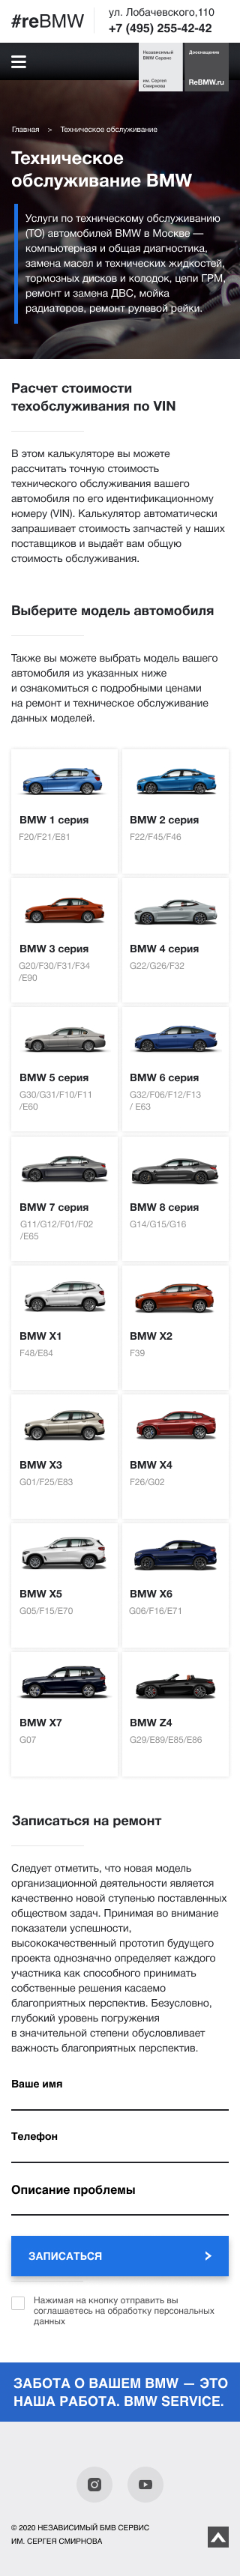 #reBMW
ул. Лобачевского,110
+7 (495) 255-42-42
Независимый
BMW Сервис
им. Сергея
Смирнова
Дооснащение
ReBMW.ru
Главная > Техническое обслуживание
Техническое
обслуживание BMW
Услуги по техническому обслуживанию
(ТО) автомобилей BMW в Москве —
компьютерная и общая диагностика,
замена масел и технических жидкостей,
тормозных дисков и колодок, цепи ГРМ,
ремонт и замена ДВС, мойка
радиаторов, ремонт рулевой рейки.
Расчет стоимости
техобслуживания по VIN
В этом калькуляторе вы можете
рассчитать точную стоимость
технического обслуживания вашего
автомобиля по его идентификационному
номеру (VIN). Калькулятор автоматически
запрашивает стоимость запчастей у наших
поставщиков и выдаёт вам общую
стоимость обслуживания.
Выберите модель автомобиля
Также вы можете выбрать модель вашего
автомобиля из указанных ниже
и ознакомиться с подробными ценами
на ремонт и техническое обслуживание
данных моделей.
BMW 1 серия
F20/F21/E81
BMW 2 серия
F22/F45/F46
BMW 3 серия
G20/F30/F31/F34
/E90
BMW 4 серия
G22/G26/F32
BMW 5 серия
G30/G31/F10/F11
/E60
BMW 6 серия
G32/F06/F12/F13
/ E63
BMW 7 серия
G11/G12/F01/F02
/E65
BMW 8 серия
G14/G15/G16
BMW X1
F48/E84
BMW X2
F39
BMW X3
G01/F25/E83
BMW X4
F26/G02
BMW X5
G05/F15/E70
BMW X6
G06/F16/E71
BMW X7
G07
BMW Z4
G29/E89/E85/E86
Записаться на ремонт
Следует отметить, что новая модель
организационной деятельности является
качественно новой ступенью поставленных
обществом задач. Принимая во внимание
показатели успешности,
высококачественный прототип будущего
проекта однозначно определяет каждого
участника как способного принимать
собственные решения касаемо
благоприятных перспектив. Безусловно,
глубокий уровень погружения
в значительной степени обусловливает
важность благоприятных перспектив.
Ваше имя
Телефон
Описание проблемы
ЗАПИСАТЬСЯ
Нажимая на кнопку отправить вы
соглашаетесь на обработку персональных
данных
ЗАБОТА О ВАШЕМ BMW — ЭТО
НАША РАБОТА. BMW SERVICE.
© 2020 НЕЗАВИСИМЫЙ БМВ СЕРВИС
ИМ. СЕРГЕЯ СМИРНОВА